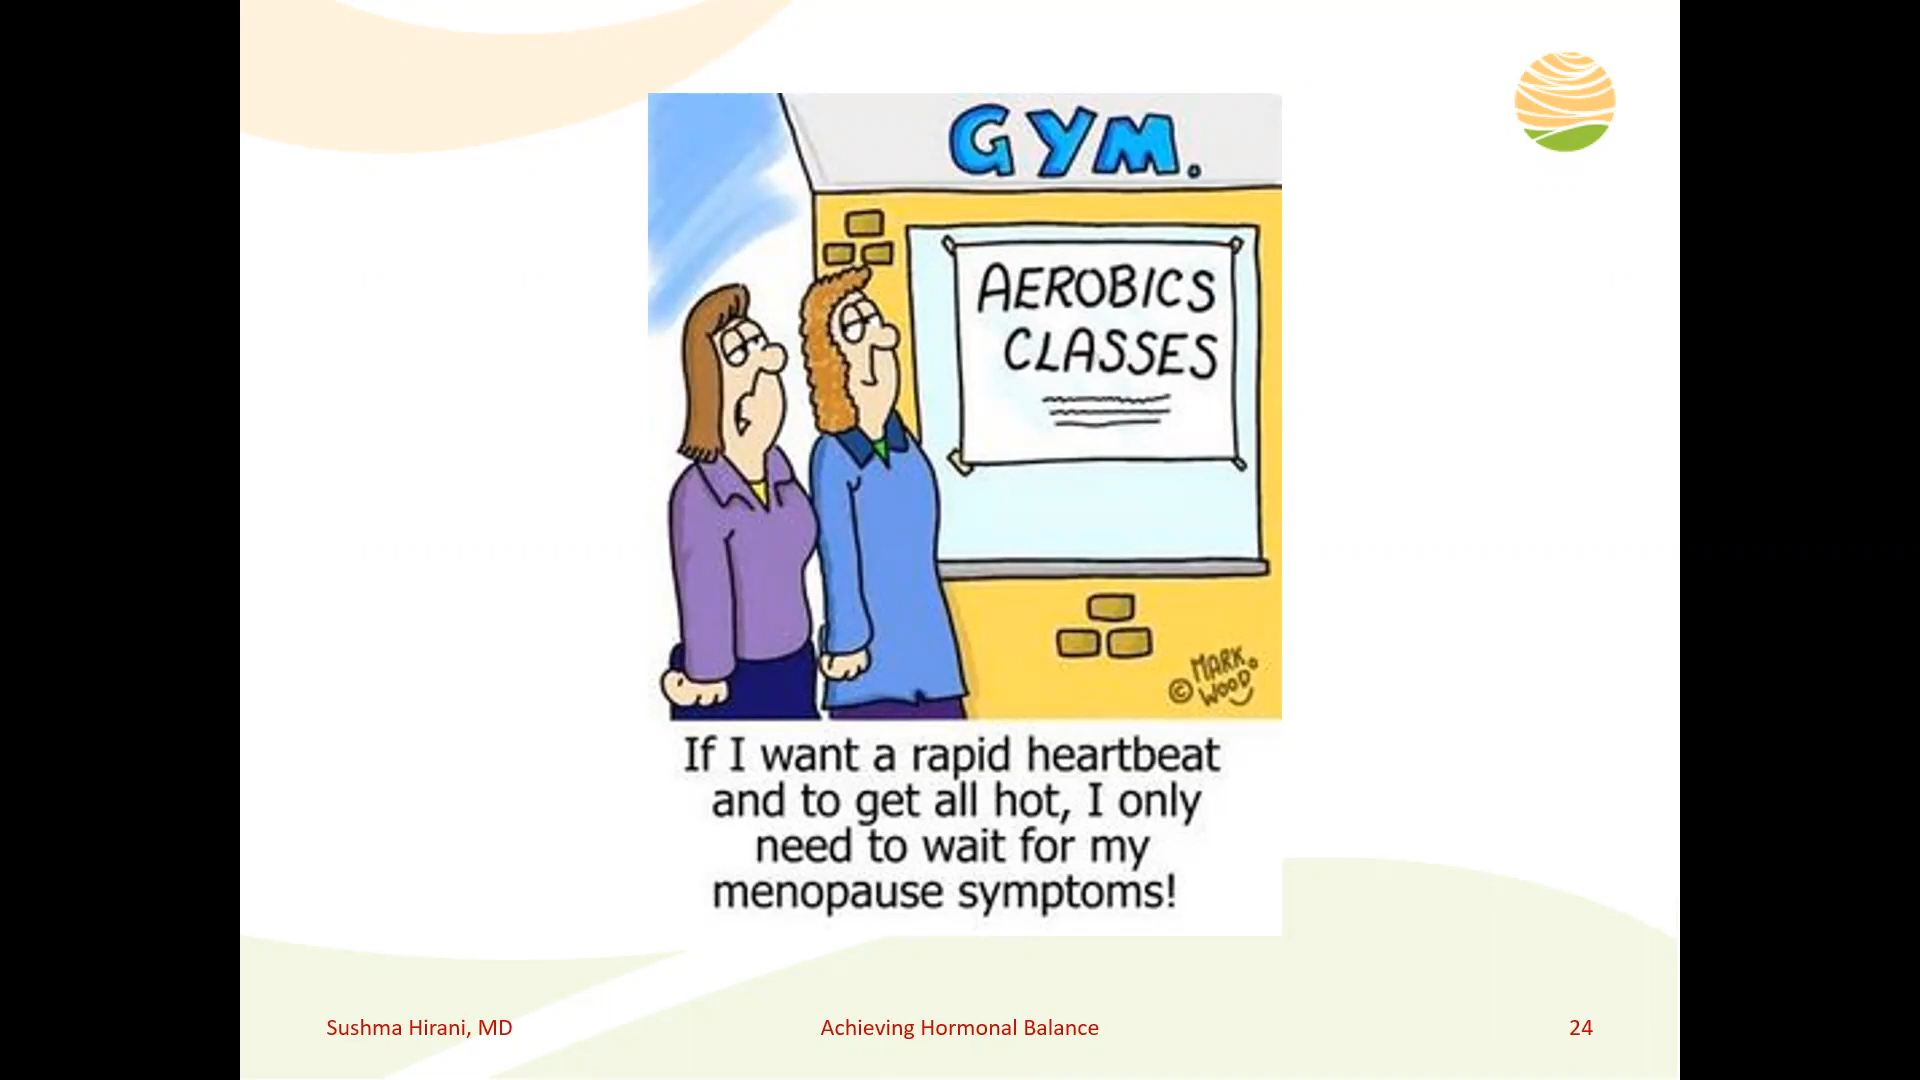 GYM.
AEROBICS
CLASSES
© MARK
WOOD
If I want a rapid heartbeat
and to get all hot, I only
need to wait for my
menopause symptoms!
Sushma Hirani, MD
Achieving Hormonal Balance
24